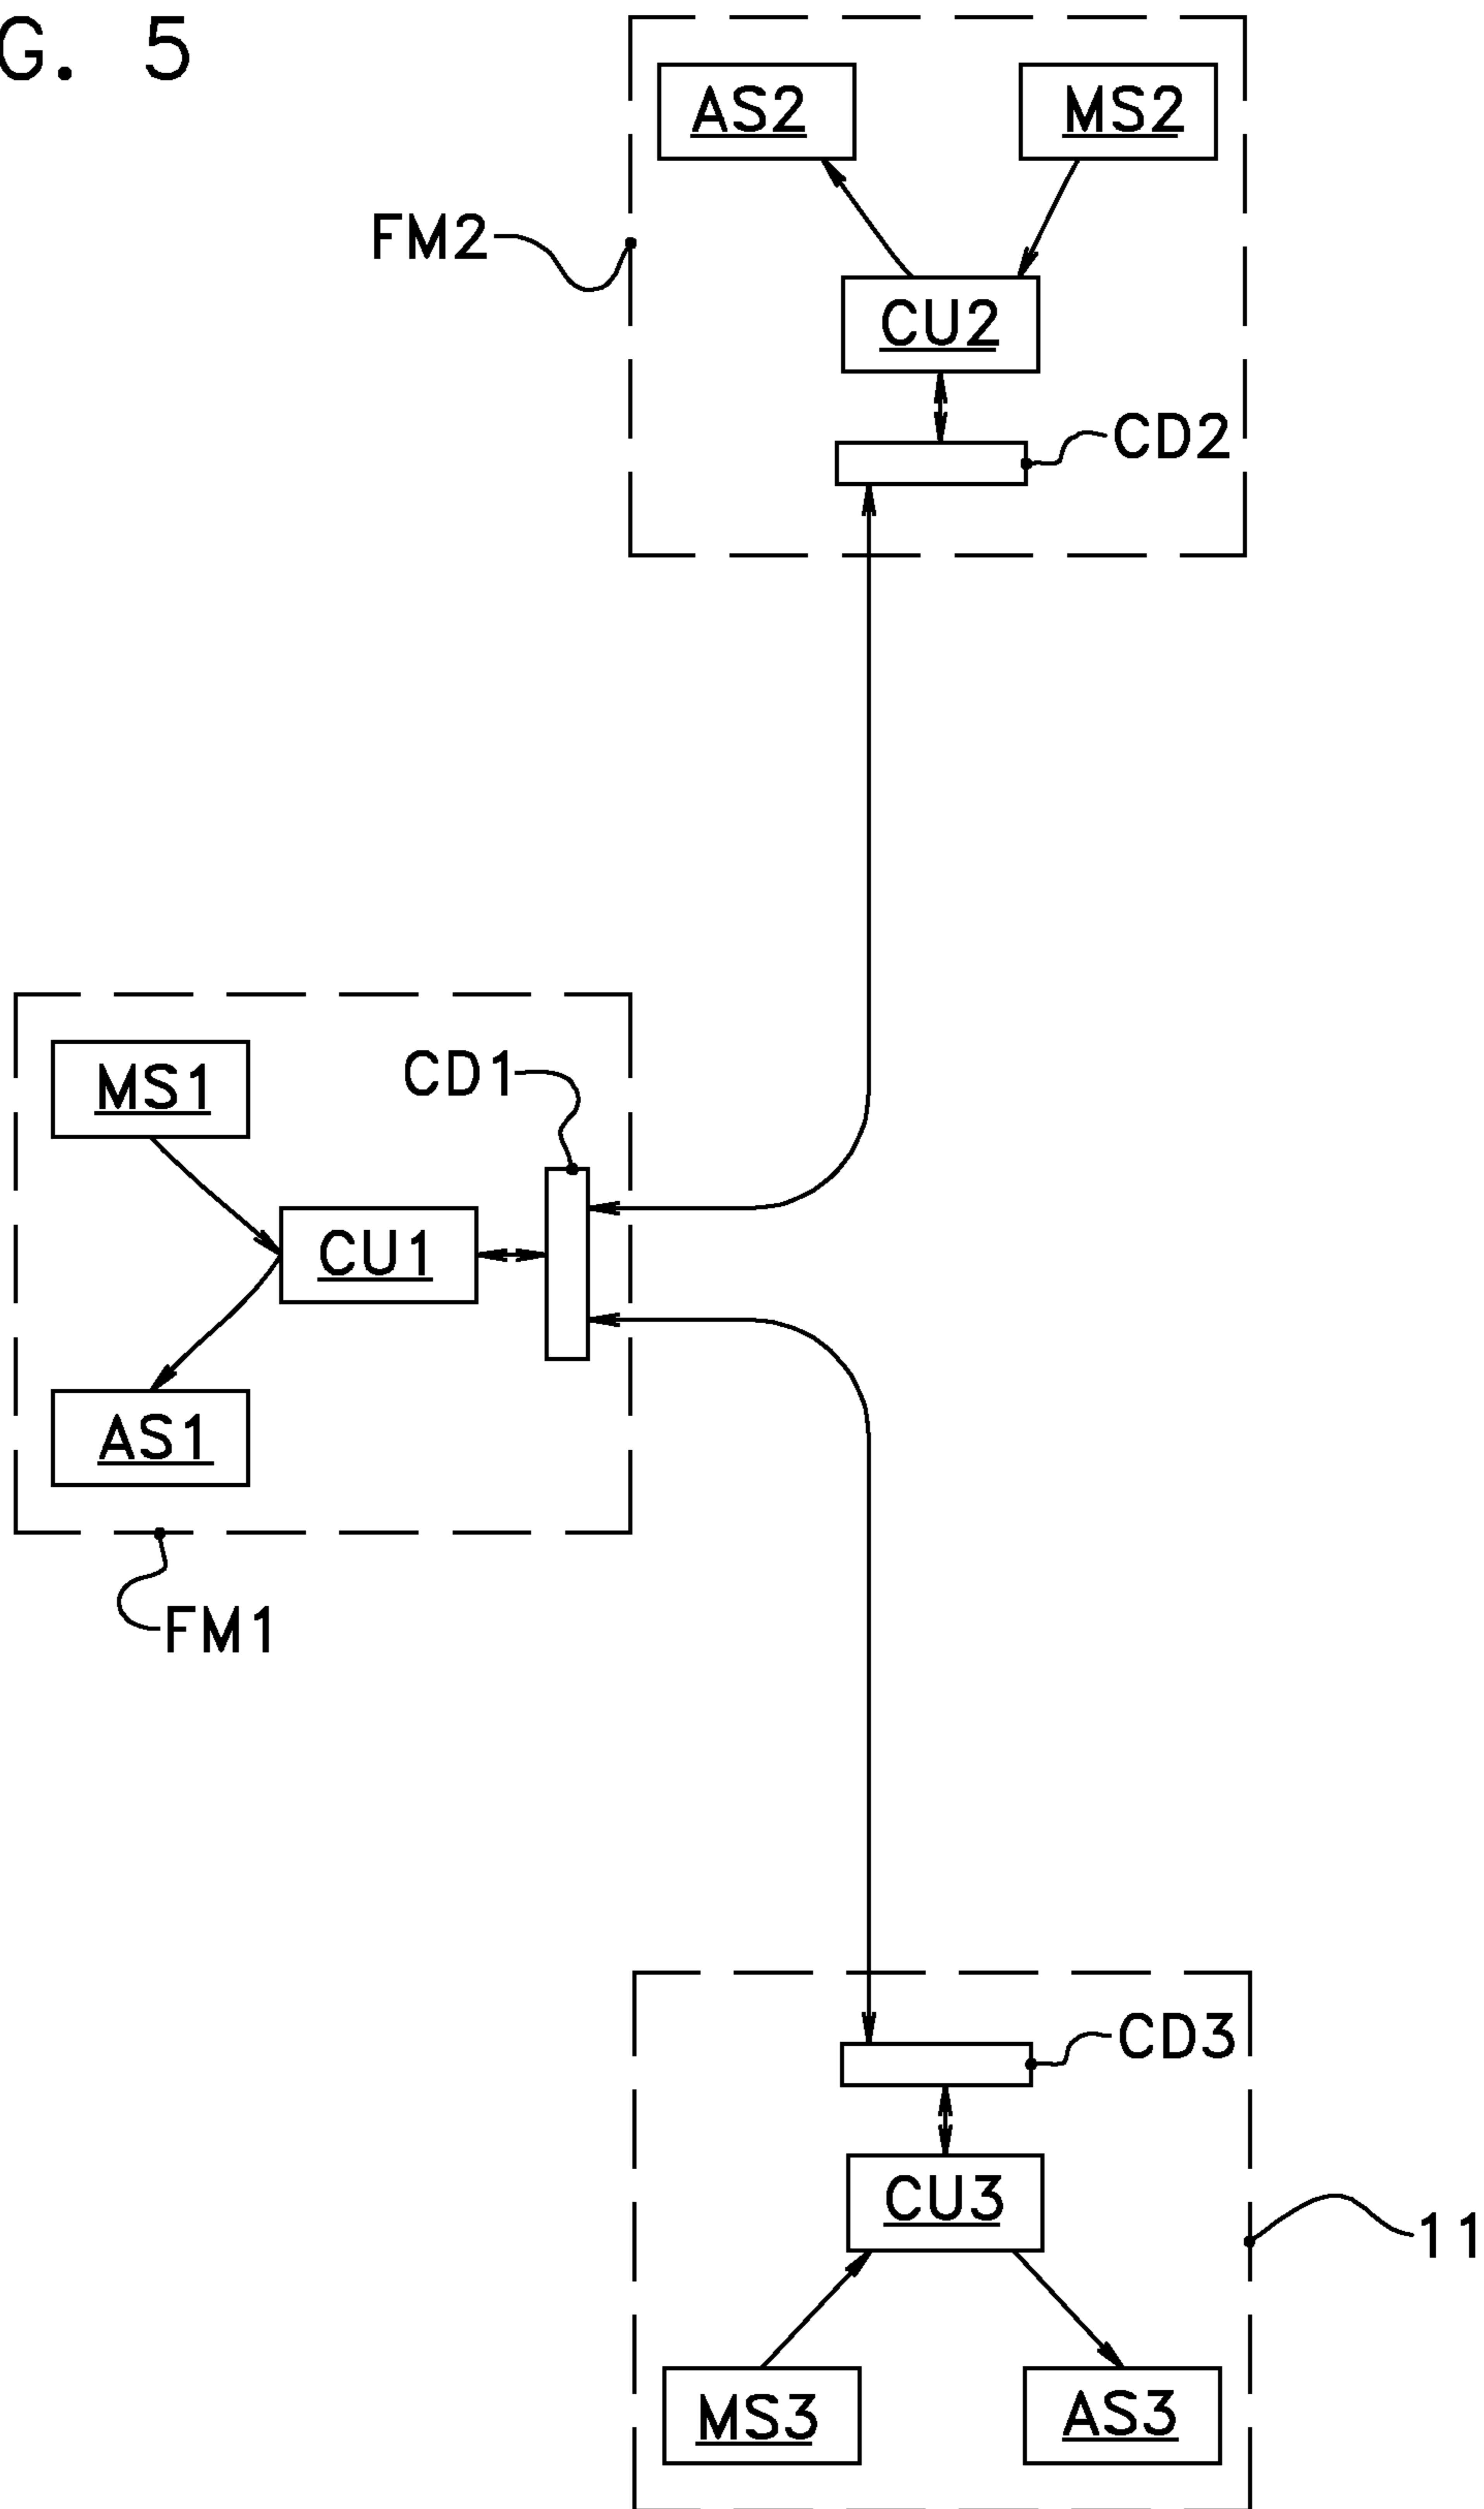 G. 5
AS2
MS2
FM2
CU2
CD2
MS1
CD1
CU1
AS1
FM1
CD3
CU3
11
MS3
AS3